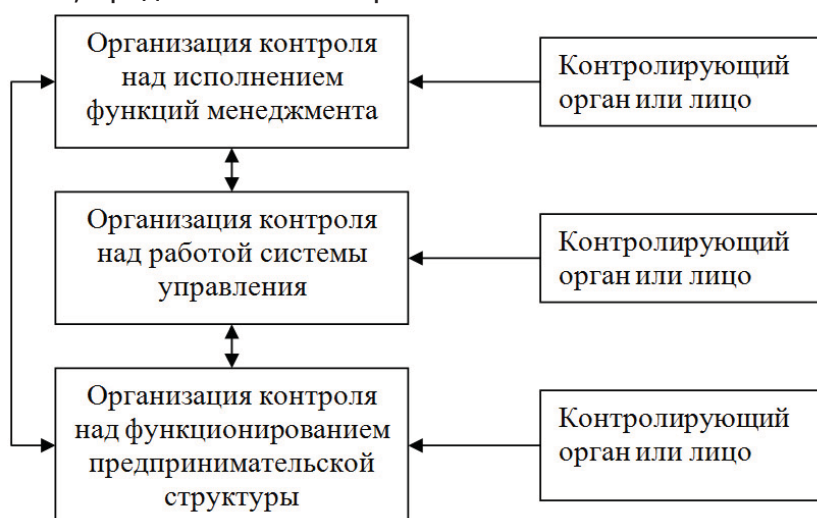 Организация контроля
над исполнением
функций менеджмента
Контролирующий
орган или лицо
Организация контроля
над работой системы
управления
Контролирующий
орган или лицо
Организация контроля
над функционированием
предпринимательской
структуры
Контролирующий
орган или лицо